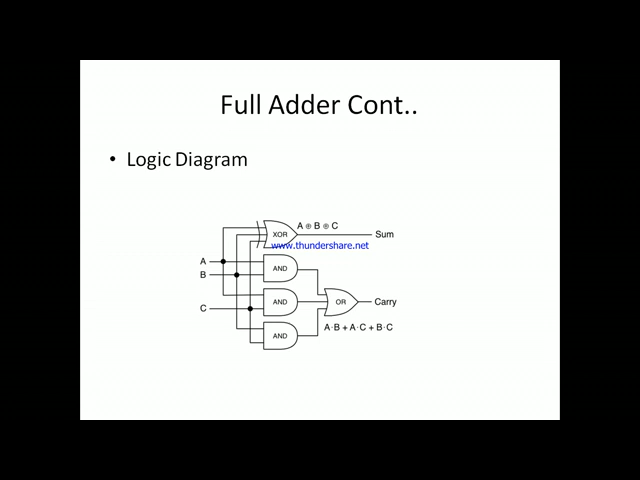 Full Adder Cont..
• Logic Diagram
A ⊕ B ⊕ C
XOR
Sum
www.thundershare.net
A
AND
B
AND
OR
Carry
C
A·B + A·C + B·C
AND